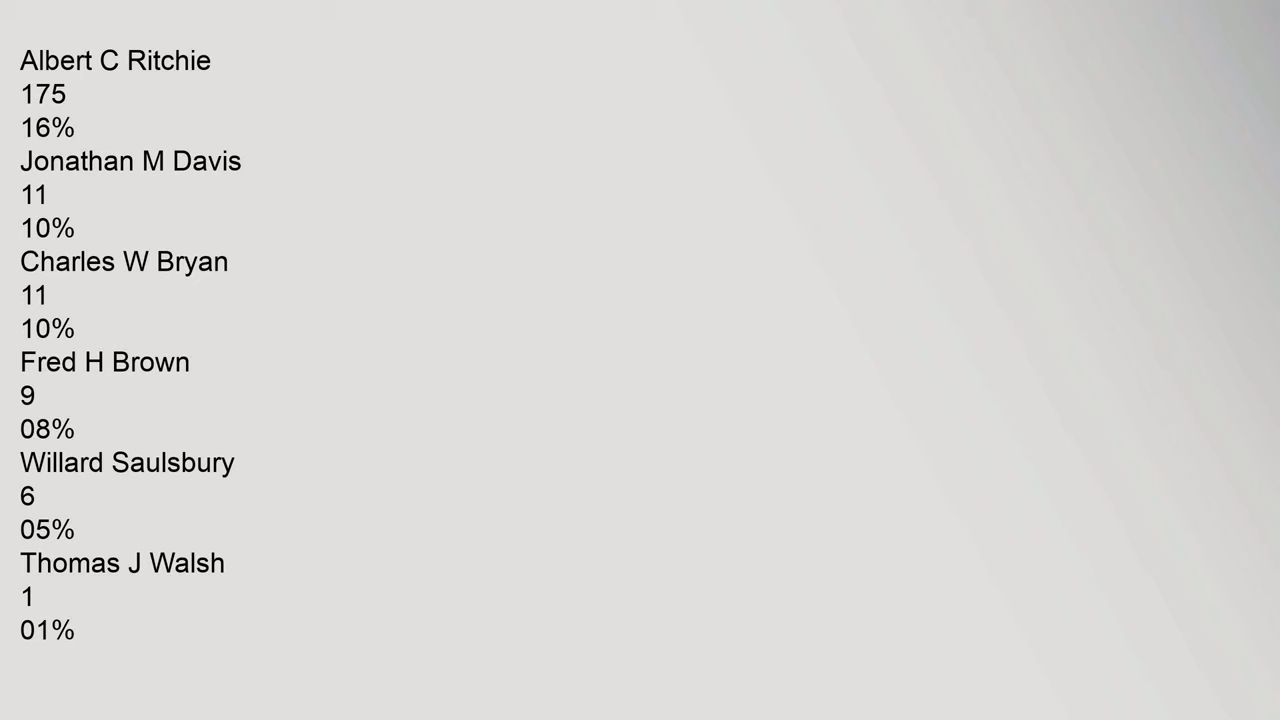 Albert C Ritchie
175
16%
Jonathan M Davis
11
10%
Charles W Bryan
11
10%
Fred H Brown
9
08%
Willard Saulsbury
6
05%
Thomas J Walsh
1
01%